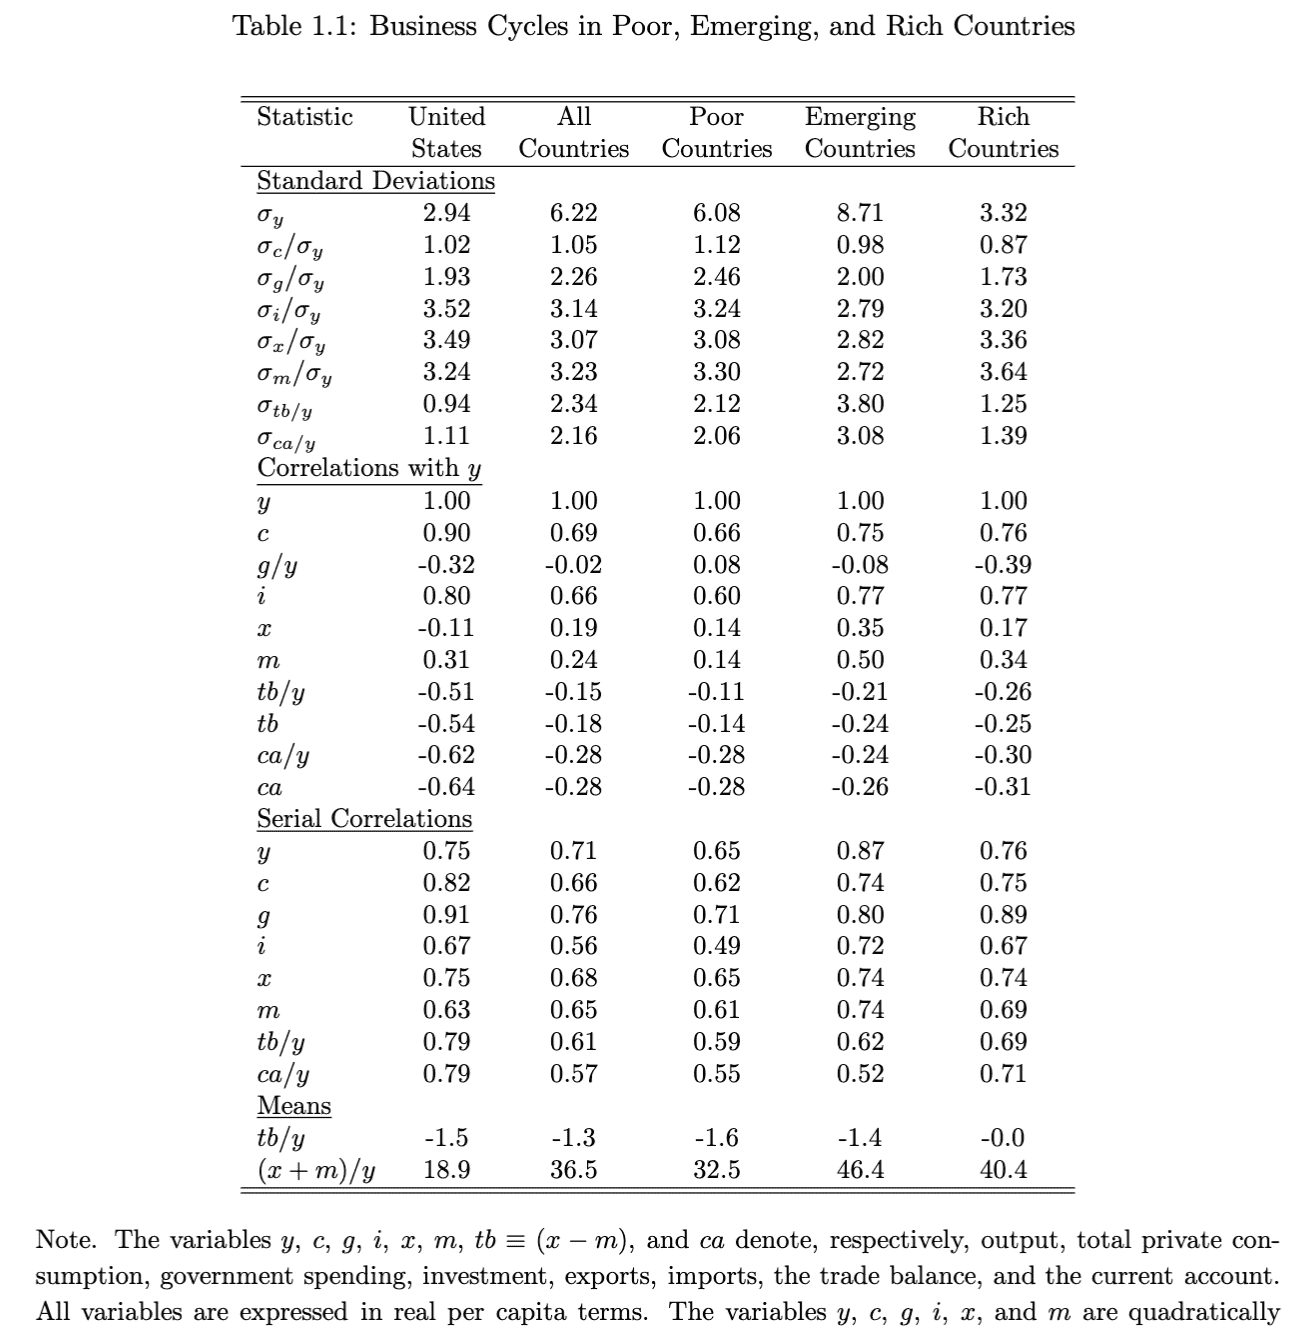 Table 1.1: Business Cycles in Poor, Emerging, and Rich Countries
Statistic United All Poor Emerging Rich
States Countries Countries Countries Countries
Standard Deviations
σ_y 2.94 6.22 6.08 8.71 3.32
σ_c/σ_y 1.02 1.05 1.12 0.98 0.87
σ_g/σ_y 1.93 2.26 2.46 2.00 1.73
σ_i/σ_y 3.52 3.14 3.24 2.79 3.20
σ_x/σ_y 3.49 3.07 3.08 2.82 3.36
σ_m/σ_y 3.24 3.23 3.30 2.72 3.64
σ_tb/y 0.94 2.34 2.12 3.80 1.25
σ_ca/y 1.11 2.16 2.06 3.08 1.39
Correlations with y
y 1.00 1.00 1.00 1.00 1.00
c 0.90 0.69 0.66 0.75 0.76
g/y -0.32 -0.02 0.08 -0.08 -0.39
i 0.80 0.66 0.60 0.77 0.77
x -0.11 0.19 0.14 0.35 0.17
m 0.31 0.24 0.14 0.50 0.34
tb/y -0.51 -0.15 -0.11 -0.21 -0.26
tb -0.54 -0.18 -0.14 -0.24 -0.25
ca/y -0.62 -0.28 -0.28 -0.24 -0.30
ca -0.64 -0.28 -0.28 -0.26 -0.31
Serial Correlations
y 0.75 0.71 0.65 0.87 0.76
c 0.82 0.66 0.62 0.74 0.75
g 0.91 0.76 0.71 0.80 0.89
i 0.67 0.56 0.49 0.72 0.67
x 0.75 0.68 0.65 0.74 0.74
m 0.63 0.65 0.61 0.74 0.69
tb/y 0.79 0.61 0.59 0.62 0.69
ca/y 0.79 0.57 0.55 0.52 0.71
Means
tb/y -1.5 -1.3 -1.6 -1.4 -0.0
(x + m)/y 18.9 36.5 32.5 46.4 40.4
Note. The variables y, c, g, i, x, m, tb ≡ (x − m), and ca denote, respectively, output, total private con-
sumption, government spending, investment, exports, imports, the trade balance, and the current account.
All variables are expressed in real per capita terms. The variables y, c, g, i, x, and m are quadratically